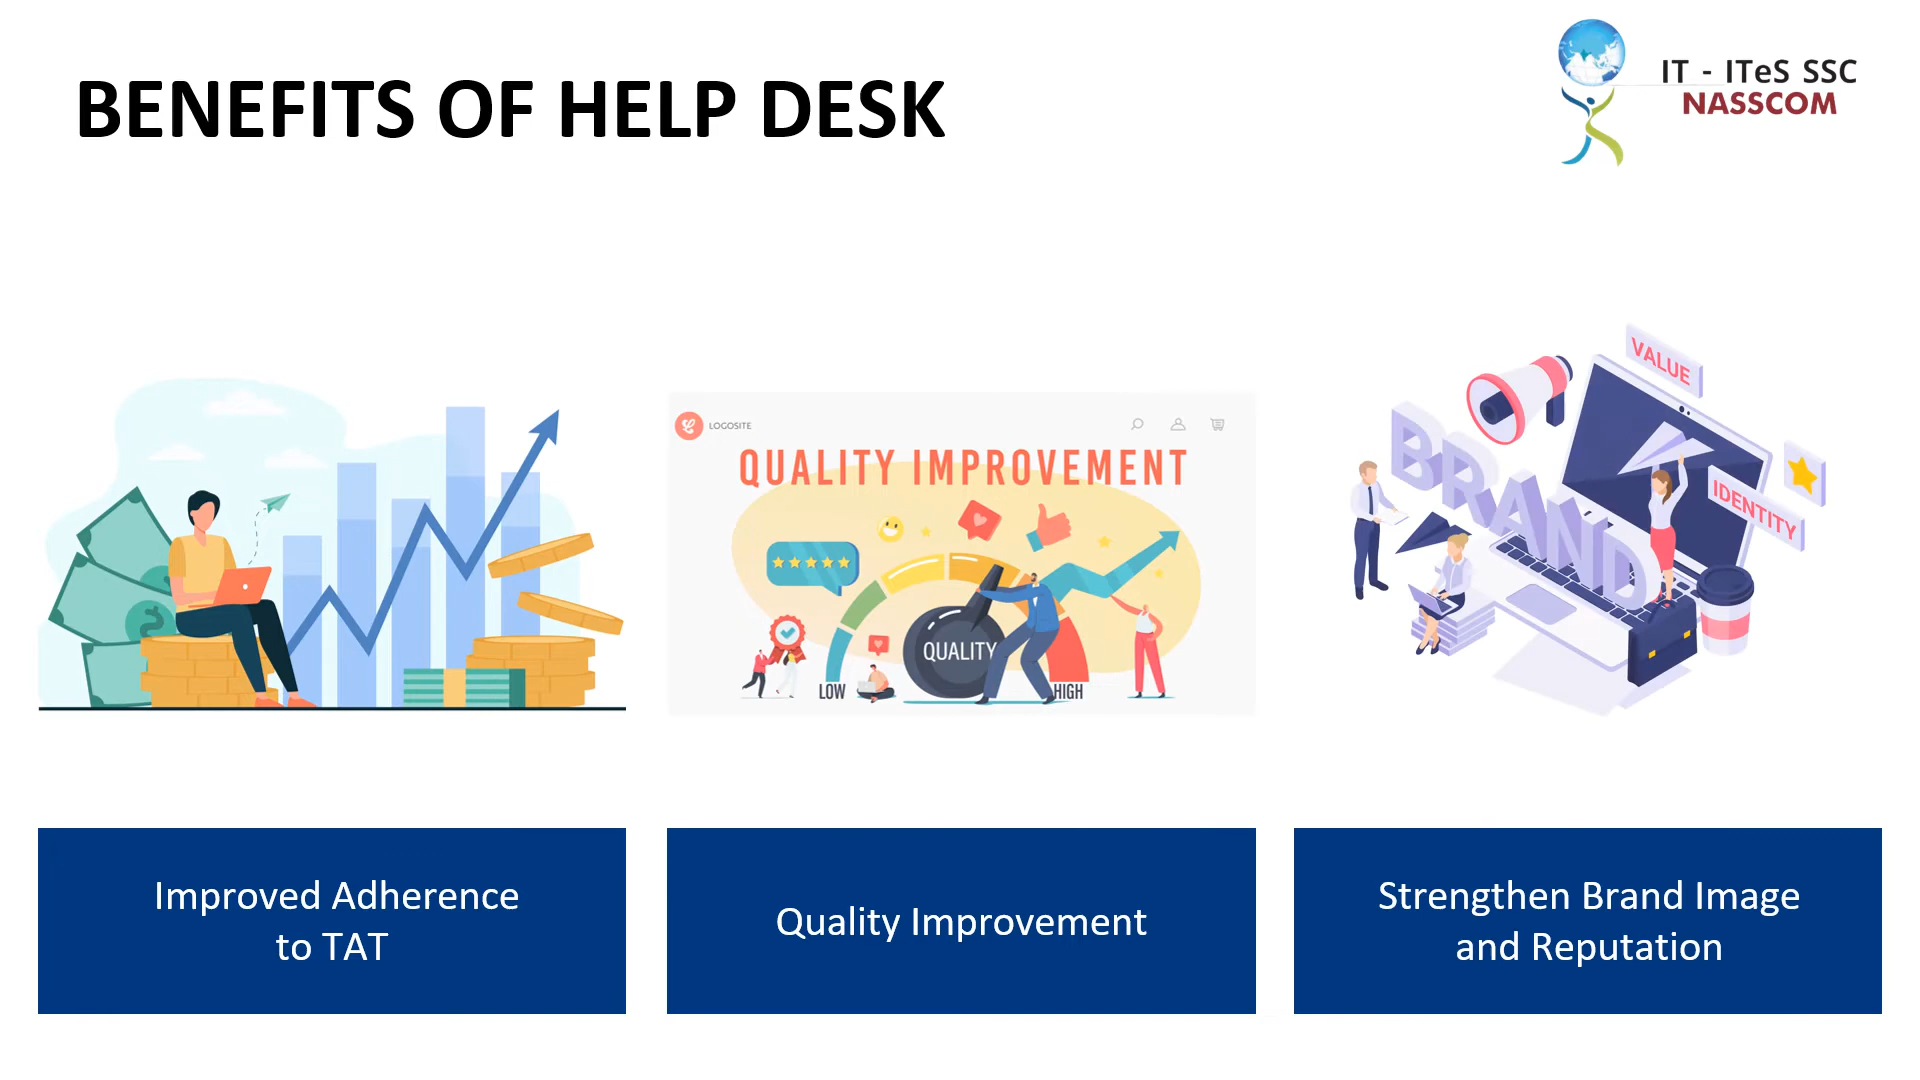 BENEFITS OF HELP DESK
IT - ITeS SSC
NASSCOM
LOGOSITE
QUALITY IMPROVEMENT
QUALITY
LOW
HIGH
VALUE
BRAND
IDENTITY
Improved Adherence
to TAT
Quality Improvement
Strengthen Brand Image
and Reputation